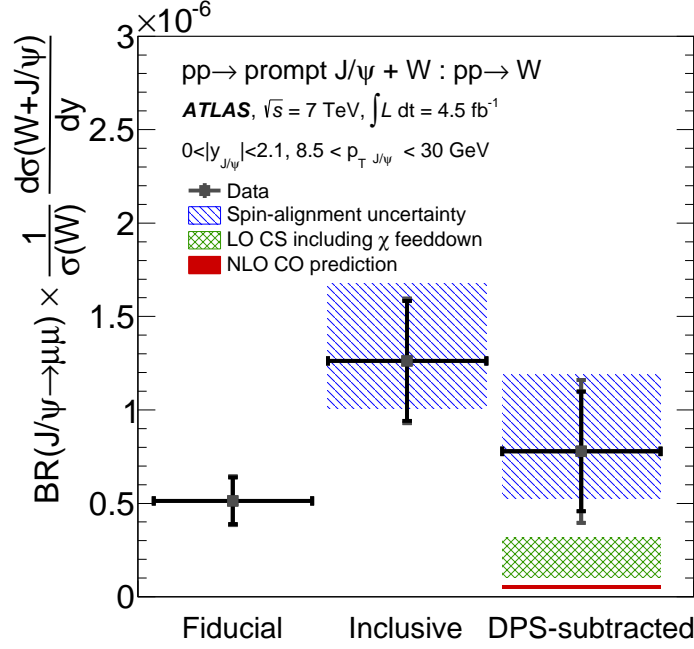 ×10⁻⁶
3
2.5
2
1.5
1
0.5
0
BR(J/ψ→μμ) × 1/σ(W) dσ(W+J/ψ)/dy
pp→ prompt J/ψ + W : pp→ W
ATLAS, √s = 7 TeV, ∫L dt = 4.5 fb⁻¹
0<|y_J/ψ|<2.1, 8.5 < p_T J/ψ < 30 GeV
Data
Spin-alignment uncertainty
LO CS including χ feeddown
NLO CO prediction
Fiducial Inclusive DPS-subtracted